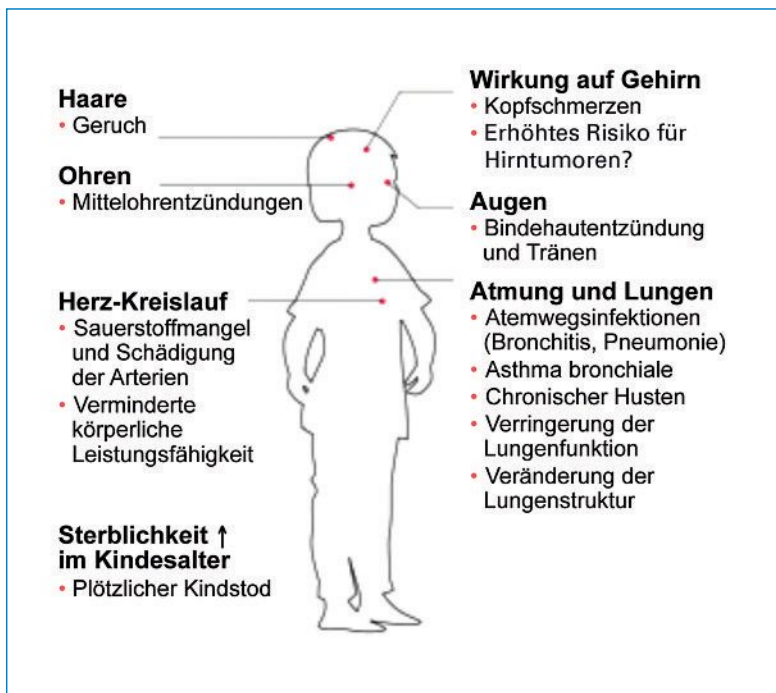 Haare
• Geruch
Ohren
• Mittelohrentzündungen
Herz-Kreislauf
• Sauerstoffmangel
und Schädigung
der Arterien
• Verminderte
körperliche
Leistungsfähigkeit
Sterblichkeit ↑
im Kindesalter
• Plötzlicher Kindstod
Wirkung auf Gehirn
• Kopfschmerzen
• Erhöhtes Risiko für
Hirntumoren?
Augen
• Bindehautentzündung
und Tränen
Atmung und Lungen
• Atemwegsinfektionen
(Bronchitis, Pneumonie)
• Asthma bronchiale
• Chronischer Husten
• Verringerung der
Lungenfunktion
• Veränderung der
Lungenstruktur